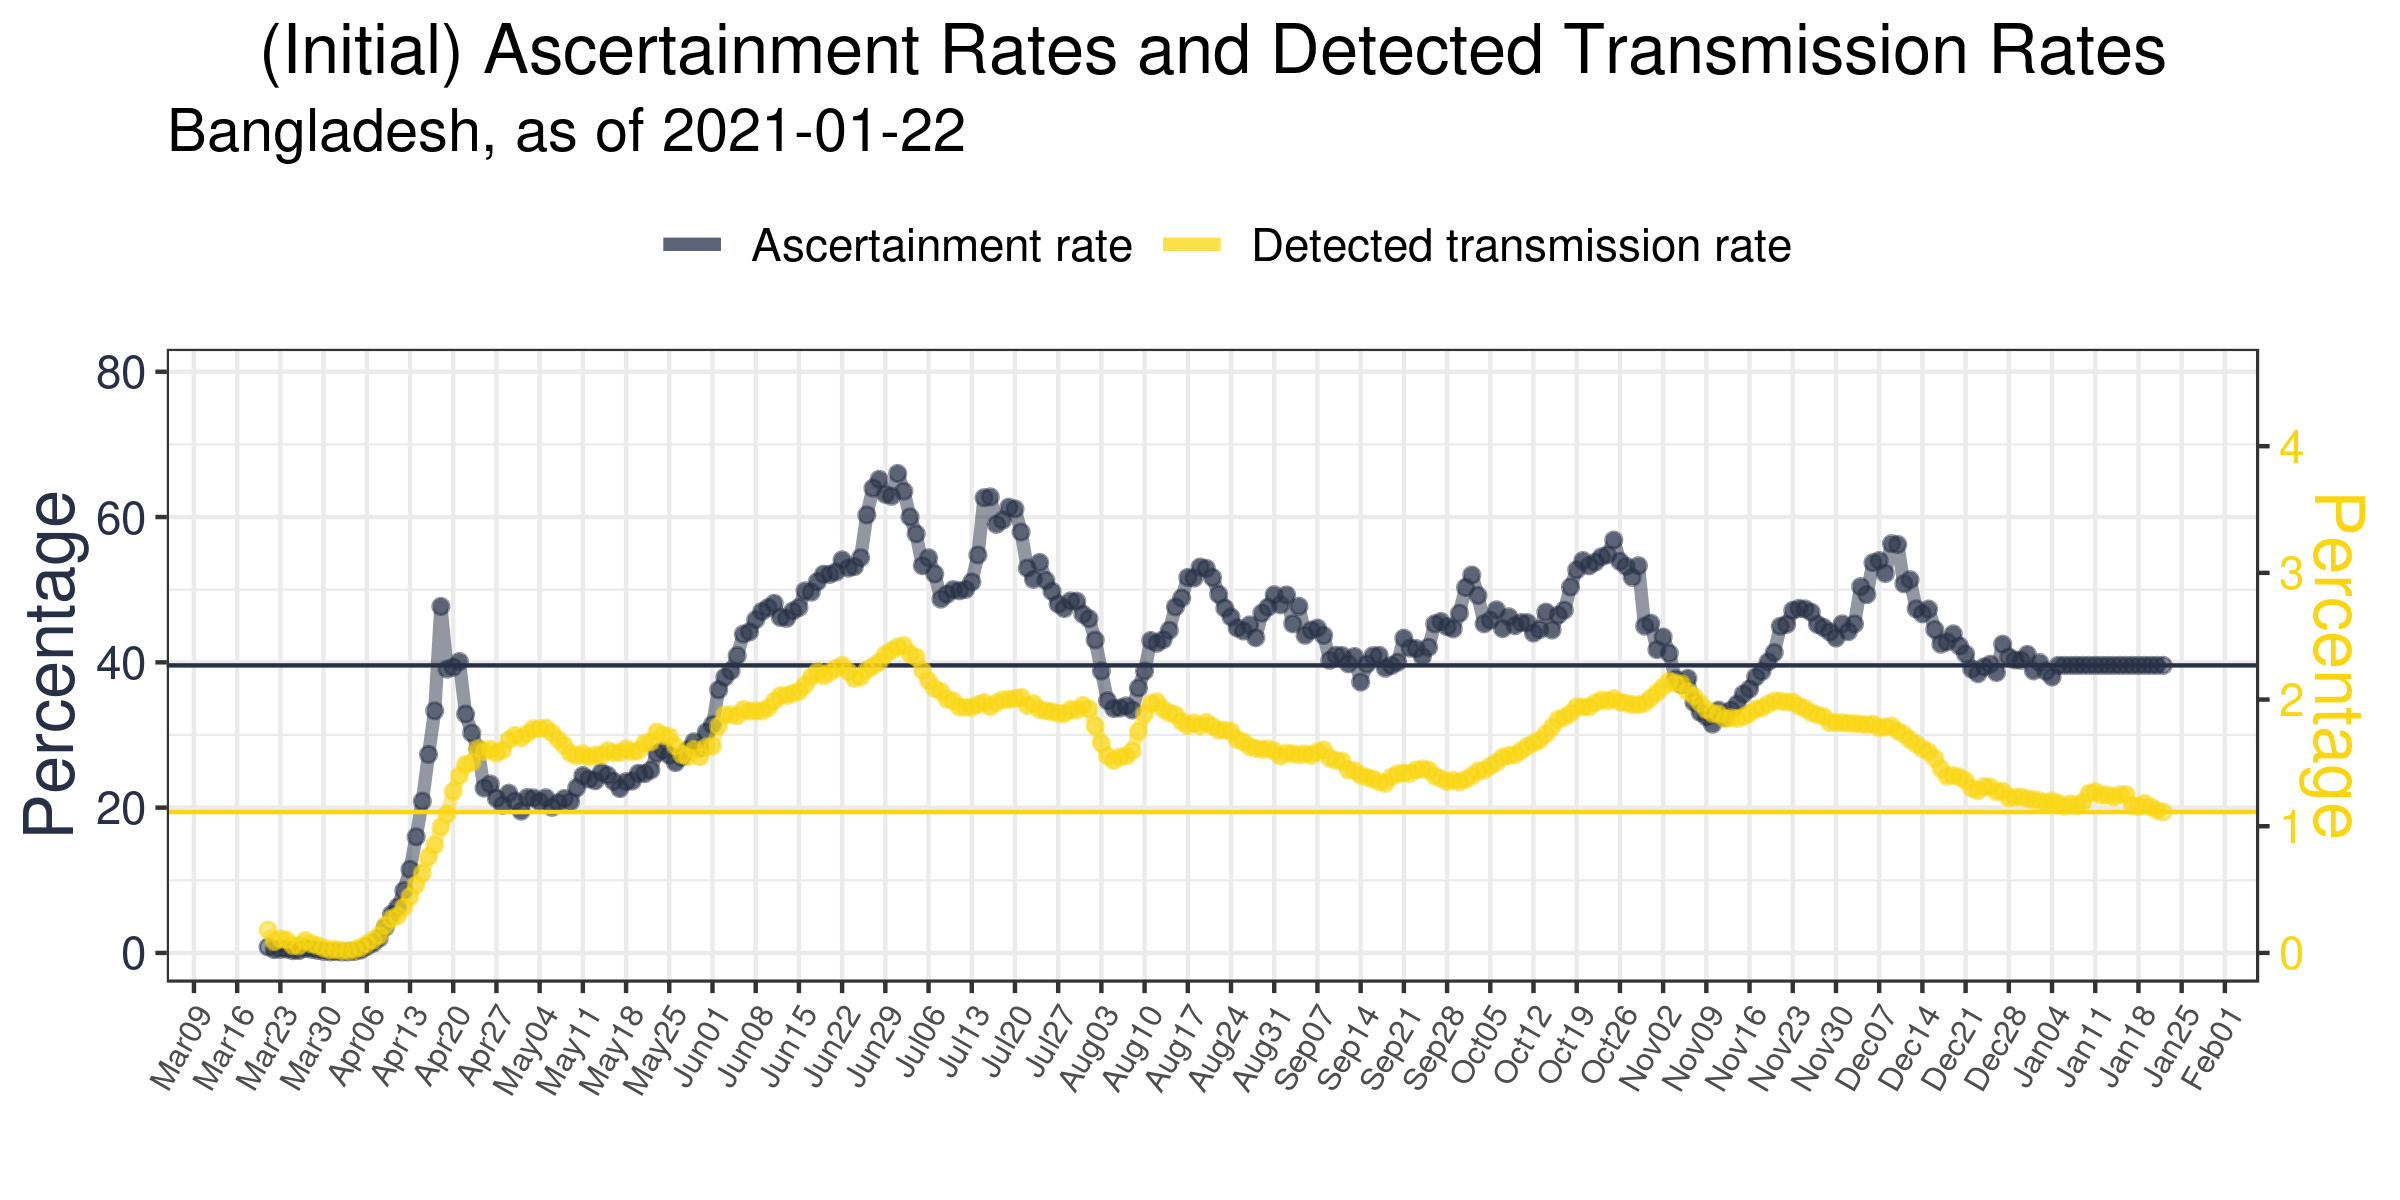 (Initial) Ascertainment Rates and Detected Transmission Rates
Bangladesh, as of 2021-01-22
Ascertainment rate
Detected transmission rate
Percentage
80
60
40
20
0
4
3
2
1
0
Percentage
Mar09
Mar16
Mar23
Mar30
Apr06
Apr13
Apr20
Apr27
May04
May11
May18
May25
Jun01
Jun08
Jun15
Jun22
Jun29
Jul06
Jul13
Jul20
Jul27
Aug03
Aug10
Aug17
Aug24
Aug31
Sep07
Sep14
Sep21
Sep28
Oct05
Oct12
Oct19
Oct26
Nov02
Nov09
Nov16
Nov23
Nov30
Dec07
Dec14
Dec21
Dec28
Jan04
Jan11
Jan18
Jan25
Feb01